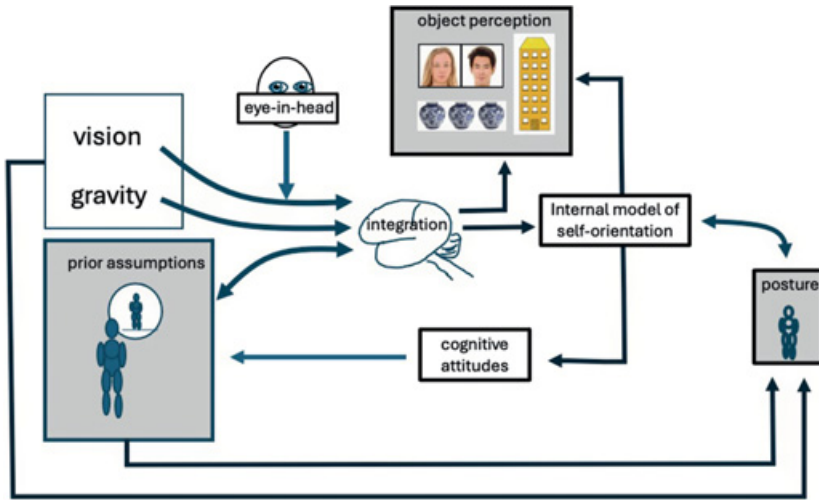 object perception
eye-in-head
vision
gravity
integration
Internal model of
self-orientation
prior assumptions
posture
cognitive
attitudes